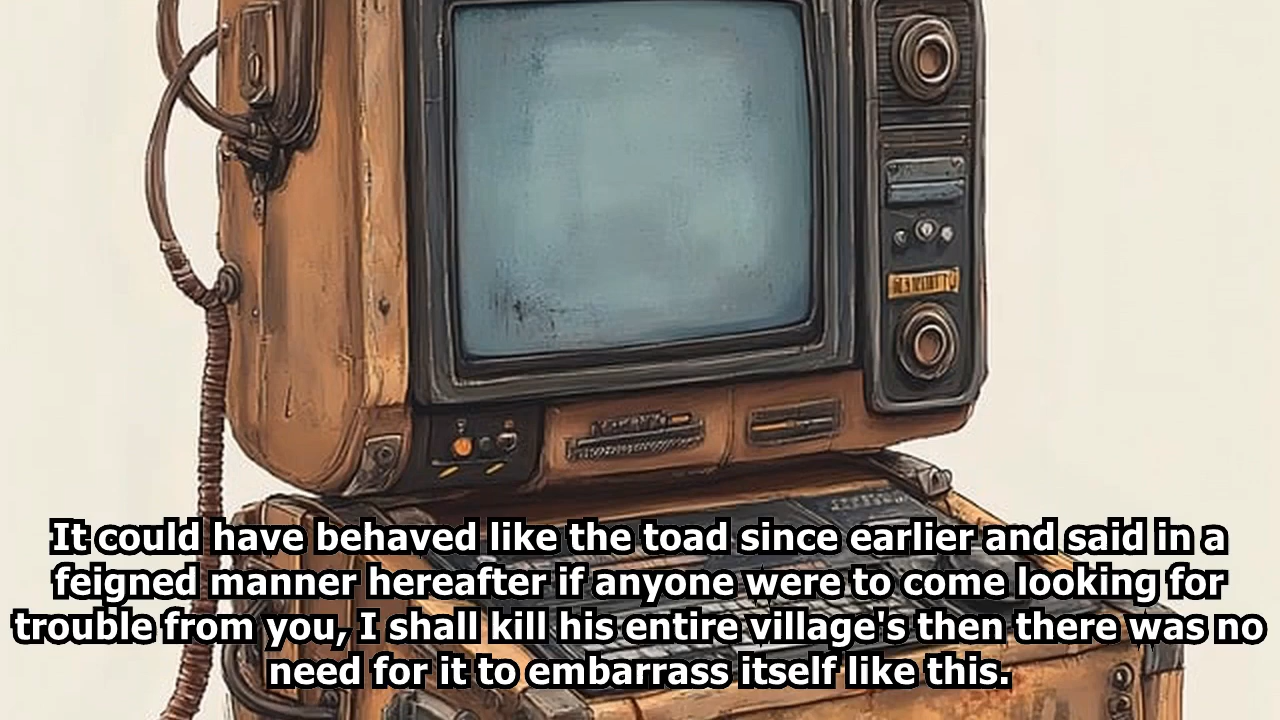 It could have behaved like the toad since earlier and said in a
feigned manner hereafter if anyone were to come looking for
trouble from you, I shall kill his entire village's then there was no
need for it to embarrass itself like this.